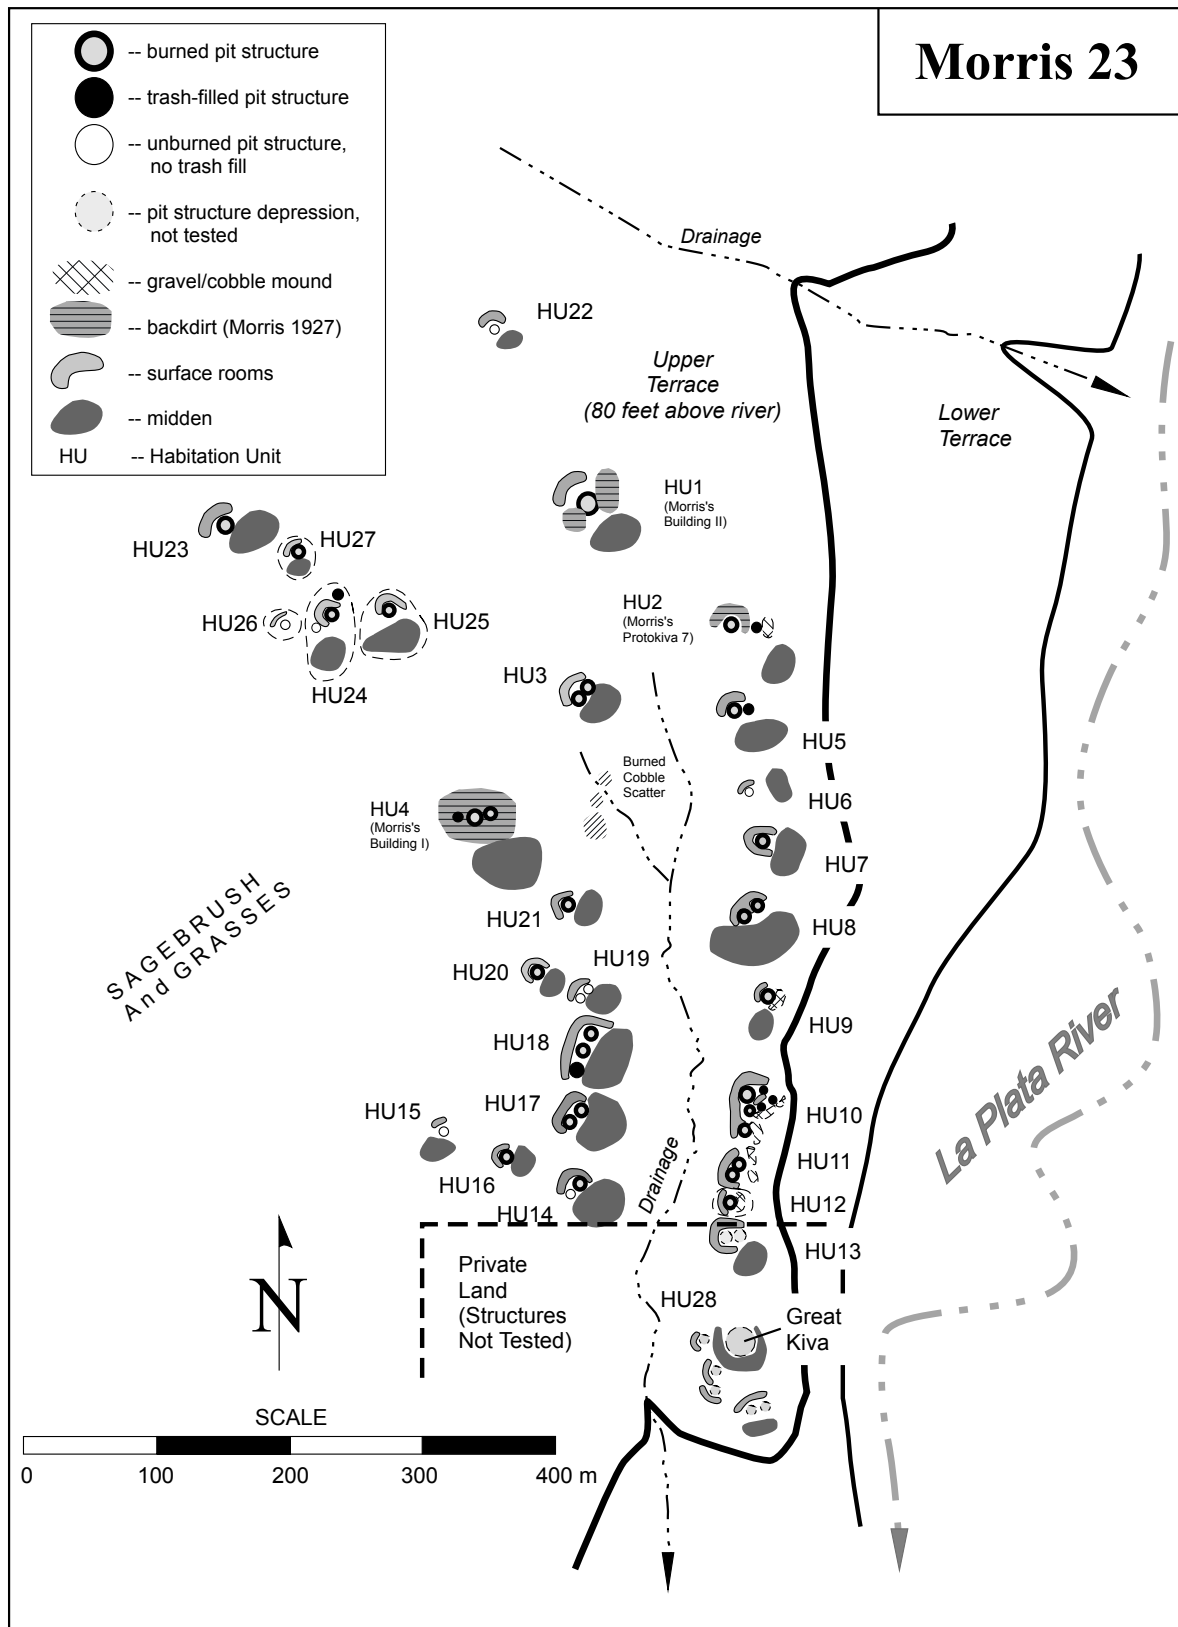 Morris 23
-- burned pit structure
-- trash-filled pit structure
-- unburned pit structure,
no trash fill
-- pit structure depression,
not tested
-- gravel/cobble mound
-- backdirt (Morris 1927)
-- surface rooms
-- midden
HU -- Habitation Unit
Drainage
HU22
Upper
Terrace
(80 feet above river)
Lower
Terrace
HU1
(Morris's
Building II)
HU23
HU27
HU2
(Morris's
Protokiva 7)
HU26
HU25
HU24
HU3
HU5
Burned
Cobble
Scatter
HU6
HU4
(Morris's
Building I)
HU7
SAGEBRUSH
And GRASSES
HU21
HU8
HU20
HU19
HU9
HU18
La Plata River
HU15
HU17
HU10
Drainage
HU11
HU16
HU12
HU14
HU13
N
Private
Land
(Structures
Not Tested)
HU28
Great
Kiva
SCALE
0 100 200 300 400 m